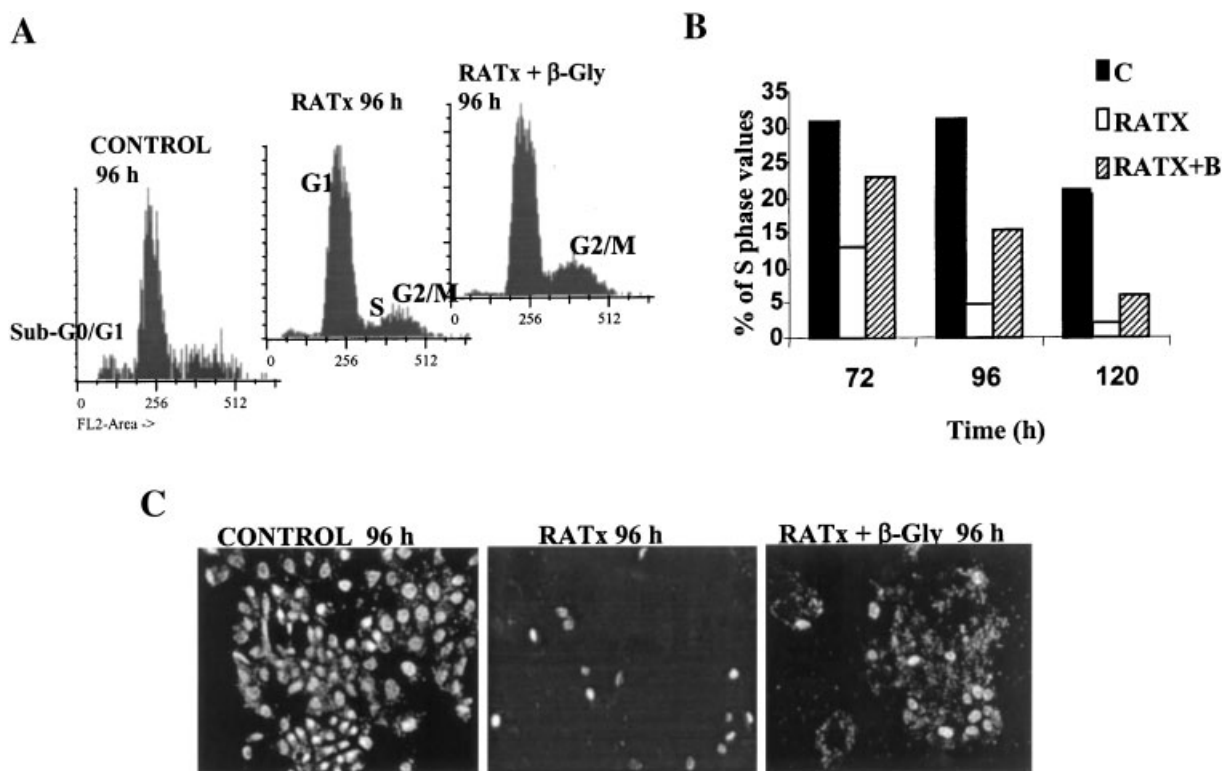 A
CONTROL
96 h
Sub-G0/G1
0 256 512
FL2-Area ->
RATx 96 h
G1
S
G2/M
0 256 512
RATx + β-Gly
96 h
G2/M
0 256 512
B
C
RATX
RATX+B
% of S phase values
35
30
25
20
15
10
5
0
72 96 120
Time (h)
C
CONTROL 96 h
RATx 96 h
RATx + β-Gly 96 h